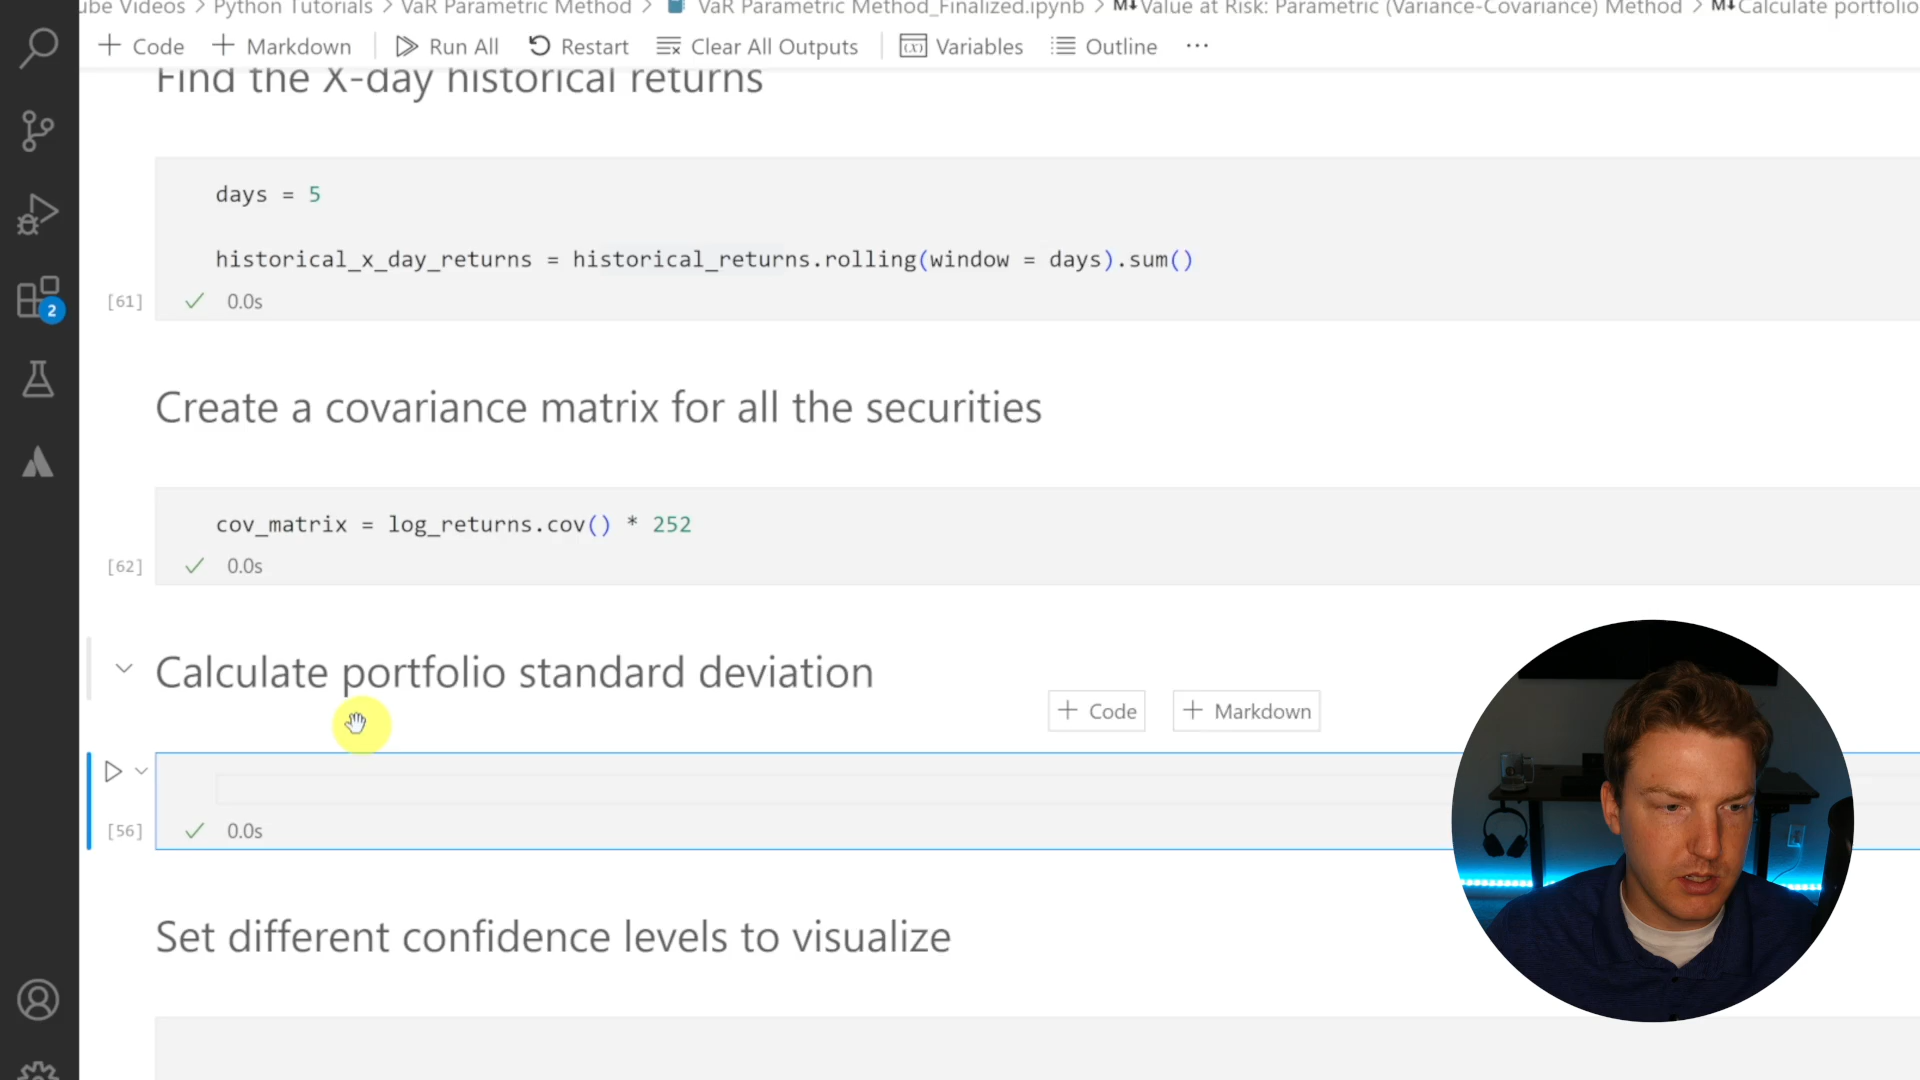 ube Videos > Python Tutorials > VaR Parametric Method > VaR Parametric Method_Finalized.ipynb > M↓Value at Risk: Parametric (Variance-Covariance) Method > M↓Calculate portfolio
+ Code + Markdown Run All Restart Clear All Outputs Variables Outline ...
Find the X-day historical returns
days = 5
historical_x_day_returns = historical_returns.rolling(window = days).sum()
[61] ✓ 0.0s
2
Create a covariance matrix for all the securities
cov_matrix = log_returns.cov() * 252
[62] ✓ 0.0s
Calculate portfolio standard deviation
+ Code + Markdown
[56] ✓ 0.0s
Set different confidence levels to visualize